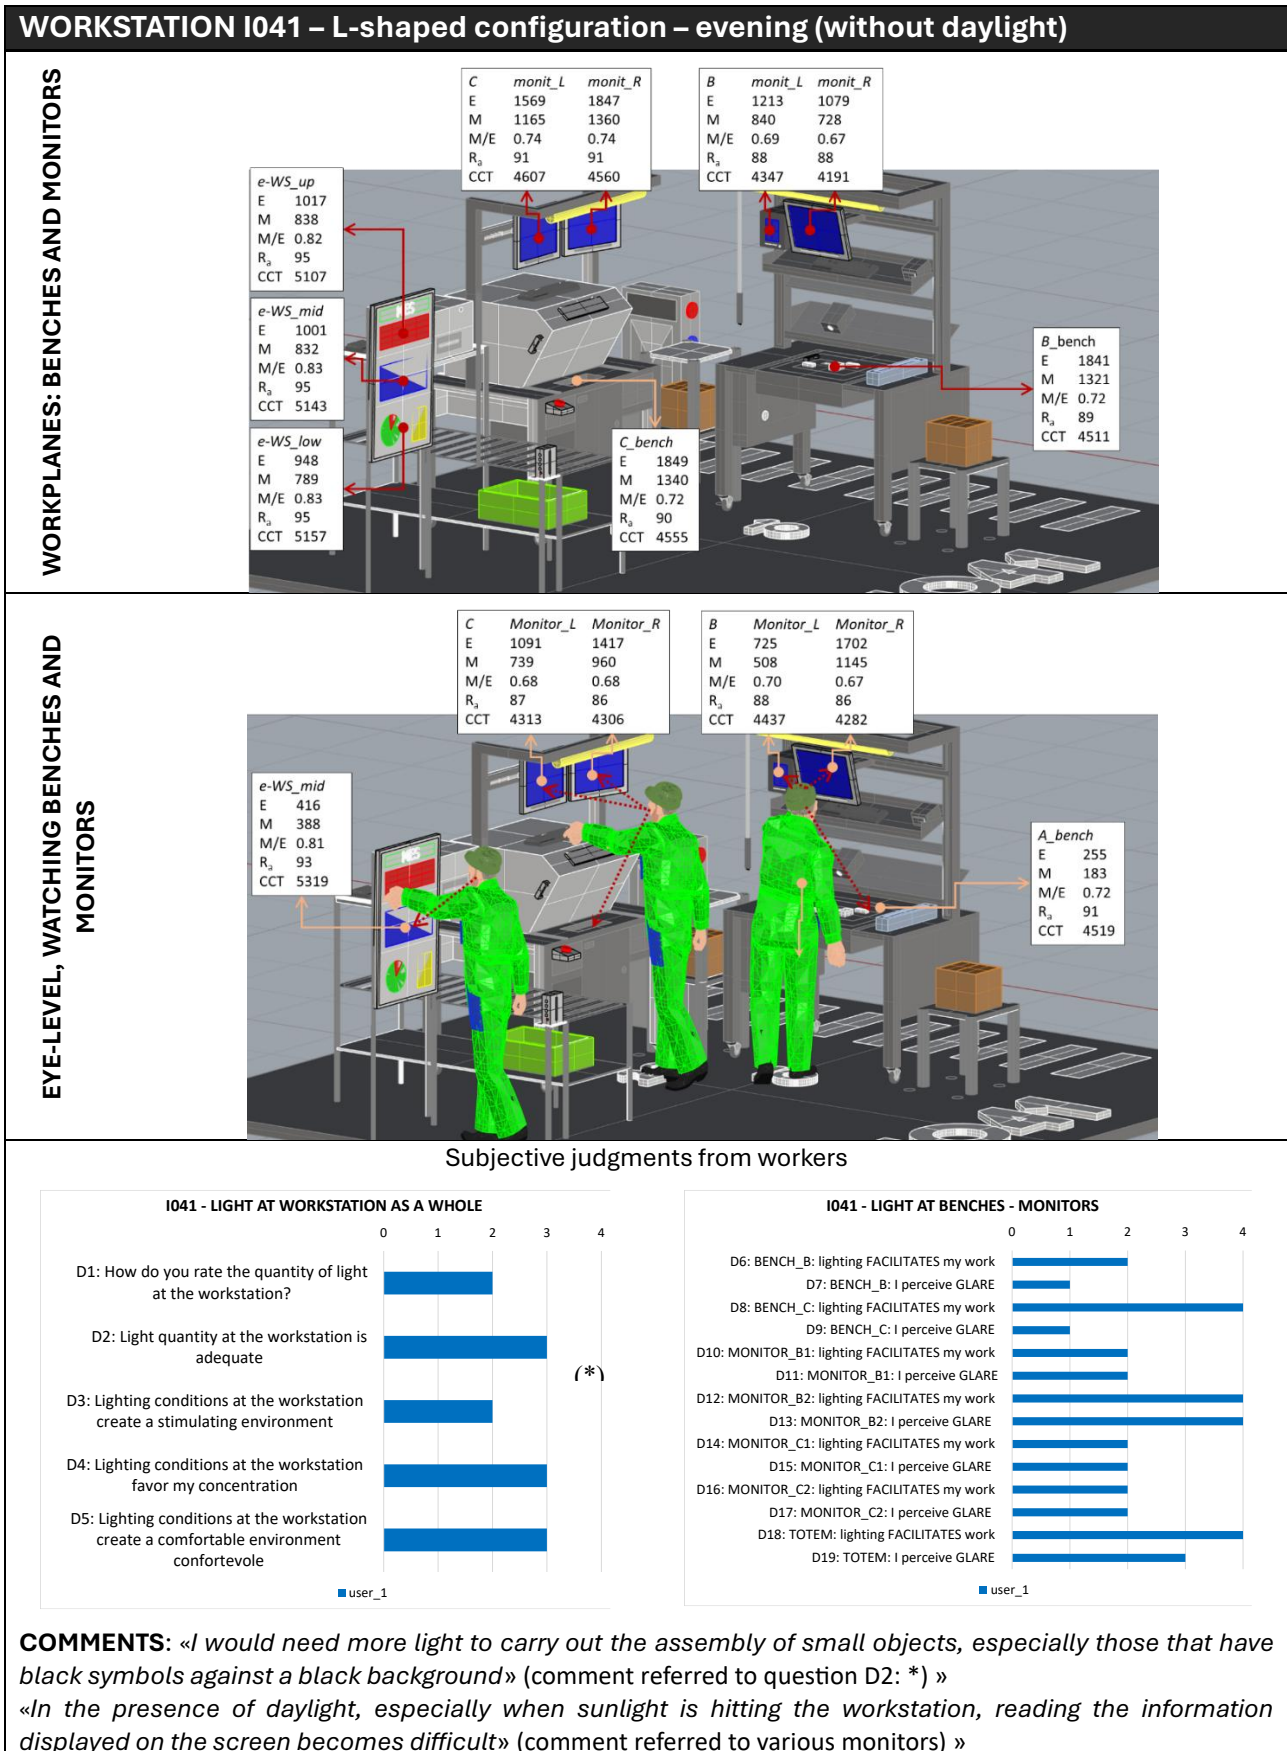 WORKSTATION I041 – L-shaped configuration – evening (without daylight)
WORKPLANES: BENCHES AND MONITORS
C monit_L monit_R
E 1569 1847
M 1165 1360
M/E 0.74 0.74
Ra 91 91
CCT 4607 4560
B monit_L monit_R
E 1213 1079
M 840 728
M/E 0.69 0.67
Ra 88 88
CCT 4347 4191
e-WS_up
E 1017
M 838
M/E 0.82
Ra 95
CCT 5107
e-WS_mid
E 1001
M 832
M/E 0.83
Ra 95
CCT 5143
e-WS_low
E 948
M 789
M/E 0.83
Ra 95
CCT 5157
C_bench
E 1849
M 1340
M/E 0.72
Ra 90
CCT 4555
B_bench
E 1841
M 1321
M/E 0.72
Ra 89
CCT 4511
EYE-LEVEL, WATCHING BENCHES AND
MONITORS
C Monitor_L Monitor_R
E 1091 1417
M 739 960
M/E 0.68 0.68
Ra 87 86
CCT 4313 4306
B Monitor_L Monitor_R
E 725 1702
M 508 1145
M/E 0.70 0.67
Ra 88 86
CCT 4437 4282
e-WS_mid
E 416
M 388
M/E 0.81
Ra 93
CCT 5319
A_bench
E 255
M 183
M/E 0.72
Ra 91
CCT 4519
Subjective judgments from workers
I041 - LIGHT AT WORKSTATION AS A WHOLE
0 1 2 3 4
D1: How do you rate the quantity of light
at the workstation?
D2: Light quantity at the workstation is
adequate
(*)
D3: Lighting conditions at the workstation
create a stimulating environment
D4: Lighting conditions at the workstation
favor my concentration
D5: Lighting conditions at the workstation
create a comfortable environment
confortevole
user_1
I041 - LIGHT AT BENCHES - MONITORS
0 1 2 3 4
D6: BENCH_B: lighting FACILITATES my work
D7: BENCH_B: I perceive GLARE
D8: BENCH_C: lighting FACILITATES my work
D9: BENCH_C: I perceive GLARE
D10: MONITOR_B1: lighting FACILITATES my work
D11: MONITOR_B1: I perceive GLARE
D12: MONITOR_B2: lighting FACILITATES my work
D13: MONITOR_B2: I perceive GLARE
D14: MONITOR_C1: lighting FACILITATES my work
D15: MONITOR_C1: I perceive GLARE
D16: MONITOR_C2: lighting FACILITATES my work
D17: MONITOR_C2: I perceive GLARE
D18: TOTEM: lighting FACILITATES work
D19: TOTEM: I perceive GLARE
user_1
COMMENTS: «I would need more light to carry out the assembly of small objects, especially those that have
black symbols against a black background» (comment referred to question D2: *) »
«In the presence of daylight, especially when sunlight is hitting the workstation, reading the information
displayed on the screen becomes difficult» (comment referred to various monitors) »